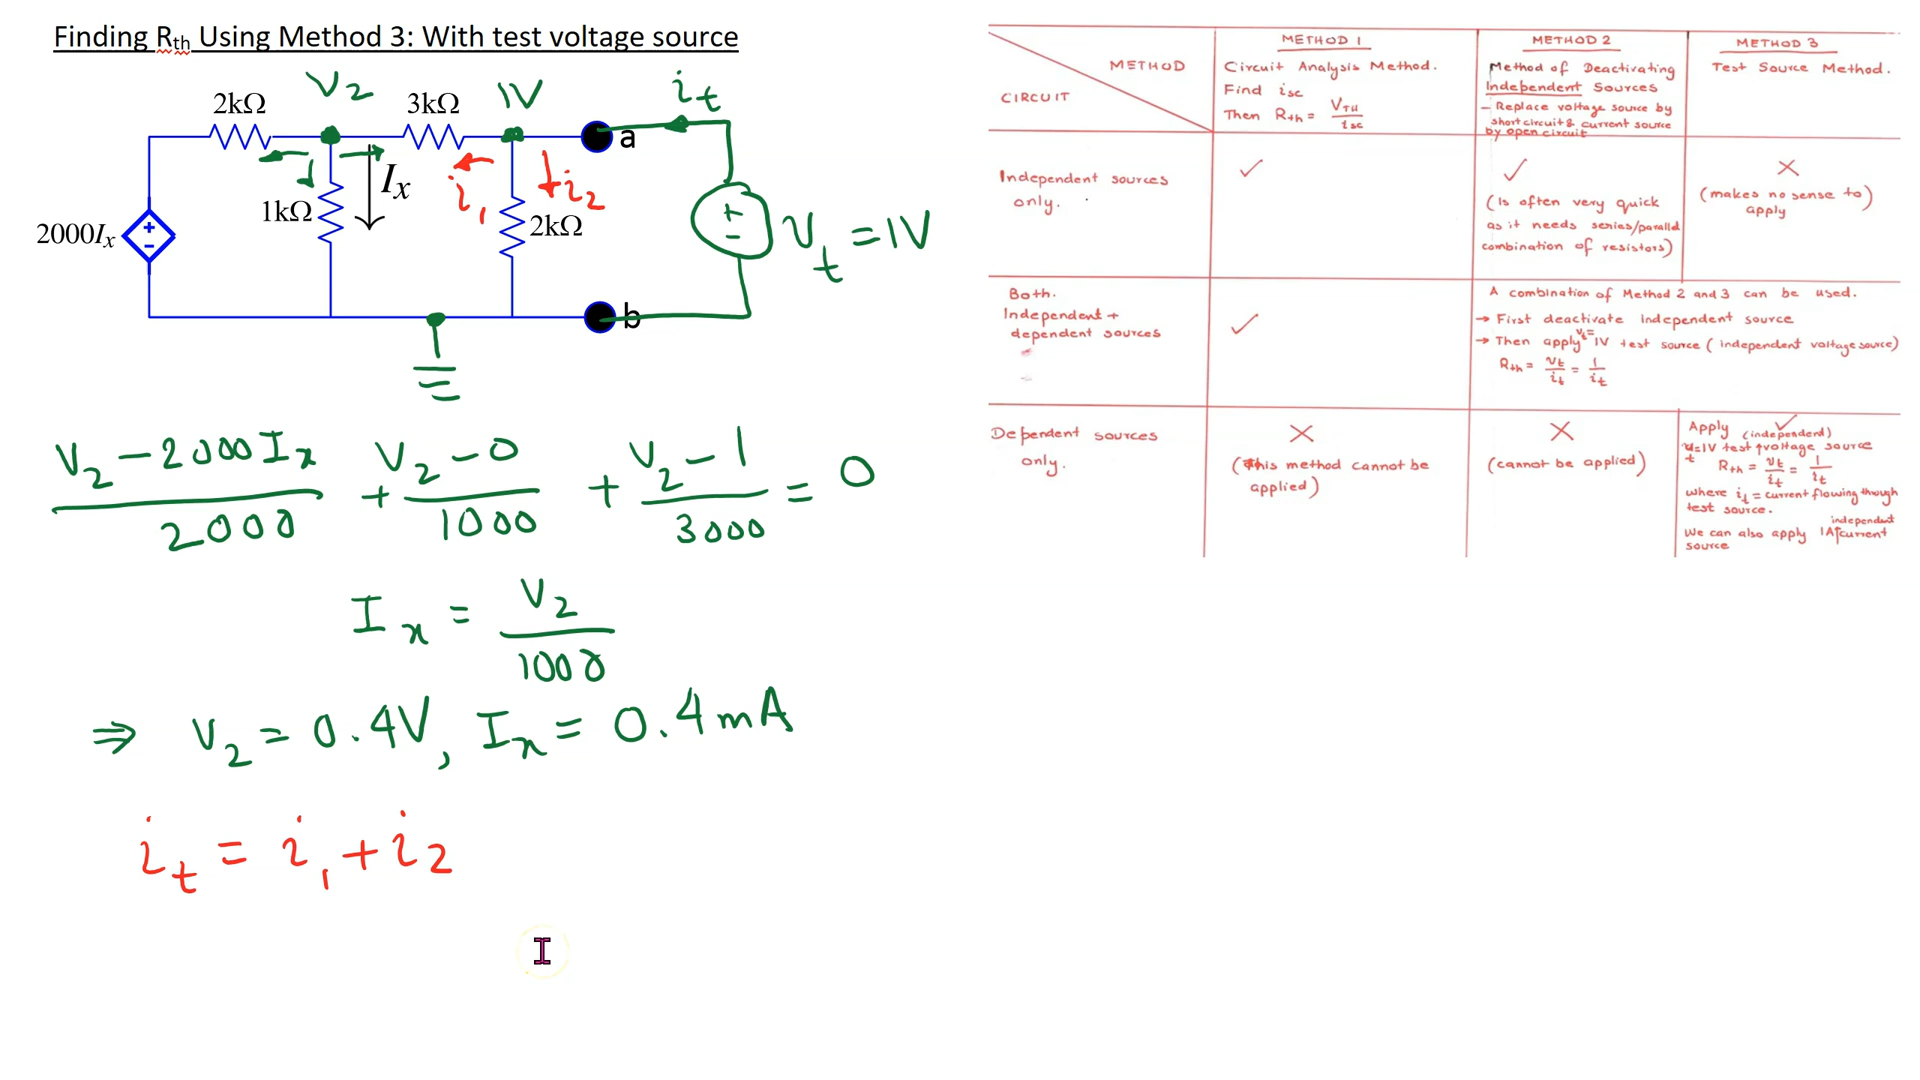 Finding Rth Using Method 3: With test voltage source
V2
1V
it
2kΩ
3kΩ
a
Ix
i1
i2
1kΩ
2kΩ
2000Ix
+
-
+
-
Vt = 1V
b
(V2 - 2000Ix)/2000 + (V2 - 0)/1000 + (V2 - 1)/3000 = 0
Ix = V2/1000
⇒ V2 = 0.4V, Ix = 0.4mA
it = i1 + i2
METHOD
CIRCUIT
METHOD 1
Circuit Analysis Method.
Find isc
Then Rth = VTH/isc
METHOD 2
Method of Deactivating
Independent Sources
- Replace voltage source by
short circuit & current source
by open circuit
METHOD 3
Test Source Method.
Independent sources
only.
✓
✓
(Is often very quick
as it needs series/parallel
combination of resistors)
×
(makes no sense to)
apply
Both.
Independent +
dependent sources
✓
A combination of Method 2 and 3 can be used.
→ First deactivate independent source
→ Then apply vt= 1V test source (independent voltage source)
Rth = vt/it = 1/it
Dependent sources
only.
×
(this method cannot be
applied)
×
(cannot be applied)
✓
Apply (independent)
vt=1V test voltage source
Rth = vt/it = 1/it
where it = current flowing through
test source.
We can also apply 1A independent current
source